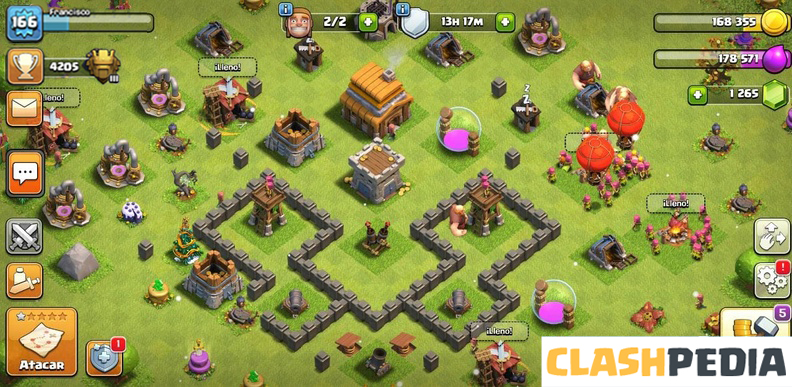 166
Francisco
2/2
13h 17m
168 355
4205
178 571
1 265
¡Lleno!
¡Lleno!
z
Z
¡Lleno!
5
Atacar
1
¡Lleno!
CLASHPEDIA